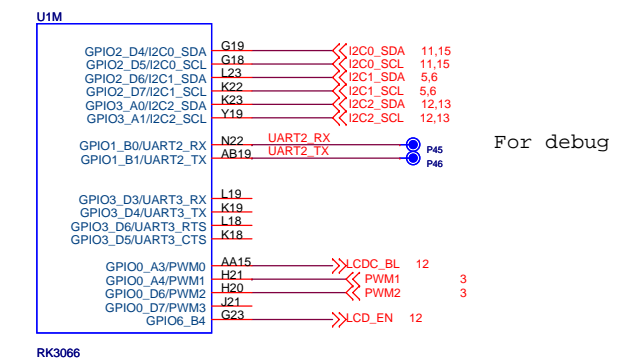 U1M
GPIO2_D4/I2C0_SDA G19 I2C0_SDA 11,15
GPIO2_D5/I2C0_SCL G18 I2C0_SCL 11,15
GPIO2_D6/I2C1_SDA L23 I2C1_SDA 5,6
GPIO2_D7/I2C1_SCL K22 I2C1_SCL 5,6
GPIO3_A0/I2C2_SDA K23 I2C2_SDA 12,13
GPIO3_A1/I2C2_SCL Y19 I2C2_SCL 12,13
GPIO1_B0/UART2_RX N22 UART2_RX P45 For debug
GPIO1_B1/UART2_TX AB19 UART2_TX P46
GPIO3_D3/UART3_RX L19
GPIO3_D4/UART3_TX K19
GPIO3_D6/UART3_RTS L18
GPIO3_D5/UART3_CTS K18
GPIO0_A3/PWM0 AA15 LCDC_BL 12
GPIO0_A4/PWM1 H21 PWM1 3
GPIO0_D6/PWM2 H20 PWM2 3
GPIO0_D7/PWM3 J21
GPIO6_B4 G23 LCD_EN 12
RK3066